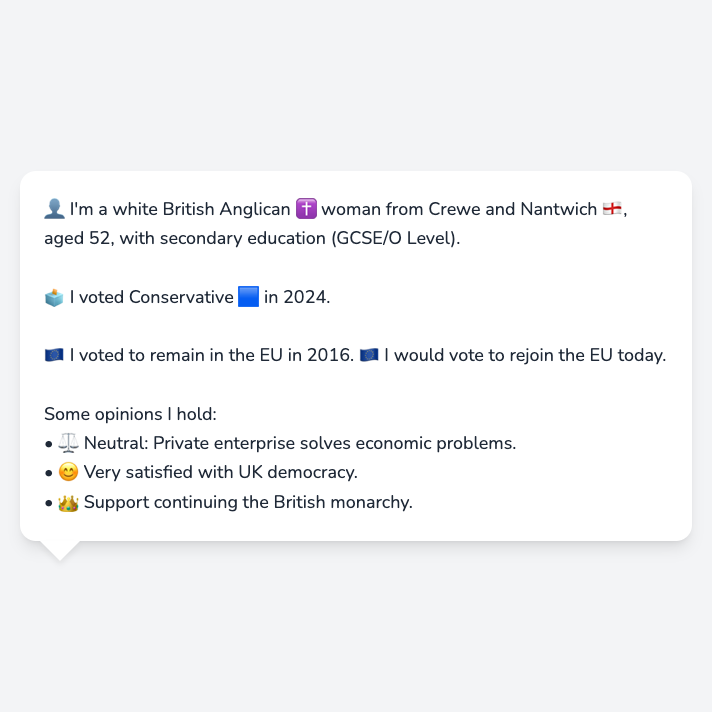 👤 I'm a white British Anglican ✝️ woman from Crewe and Nantwich 🏴󠁧󠁢󠁥󠁮󠁧󠁿,
aged 52, with secondary education (GCSE/O Level).
🗳️ I voted Conservative 🟦 in 2024.
🇪🇺 I voted to remain in the EU in 2016. 🇪🇺 I would vote to rejoin the EU today.
Some opinions I hold:
• ⚖️ Neutral: Private enterprise solves economic problems.
• 😊 Very satisfied with UK democracy.
• 👑 Support continuing the British monarchy.